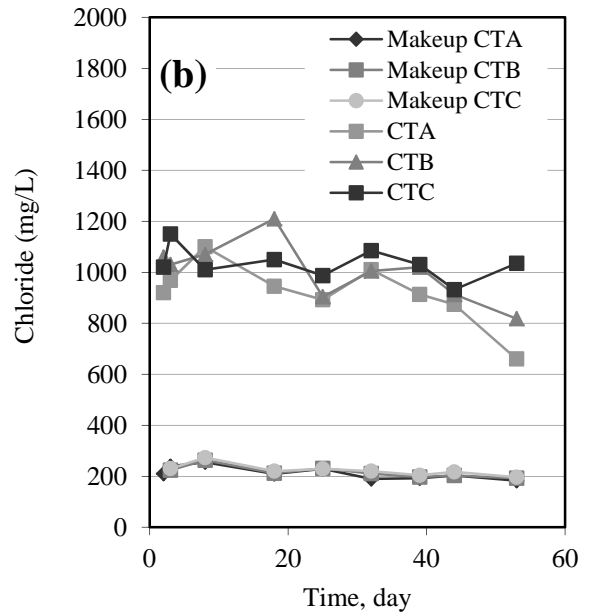 2000
1800
1600
1400
1200
1000
800
600
400
200
0
Chloride (mg/L)
(b)
Makeup CTA
Makeup CTB
Makeup CTC
CTA
CTB
CTC
0 20 40 60
Time, day